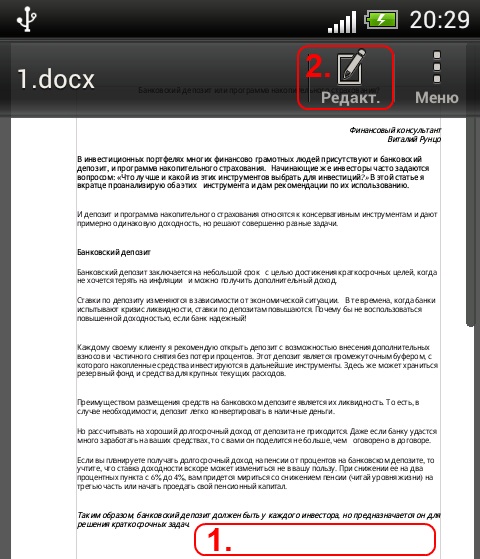 20:29
1.docx
2.
Редакт.
Меню
Банковский депозит или программа накопительного страхования?
Финансовый консультант
Виталий Рунцо
В инвестиционных портфелях многих финансово грамотных людей присутствуют и банковский
депозит, и программа накопительного страхования. Начинающие же инвесторы часто задаются
вопросом: «Что лучше и какой из этих инструментов выбрать для инвестиций?» В этой статье я
вкратце проанализирую оба этих инструмента и дам рекомендации по их использованию.
И депозит и программа накопительного страхования относятся к консервативным инструментам и дают
примерно одинаковую доходность, но решают совершенно разные задачи.
Банковский депозит
Банковский депозит заключается на небольшой срок с целью достижения краткосрочных целей, когда
не хочется терять на инфляции и можно получить дополнительный доход.
Ставки по депозиту изменяются в зависимости от экономической ситуации. В те времена, когда банки
испытывают кризис ликвидности, ставки по депозитам повышаются. Почему бы не воспользоваться
повышенной доходностью, если банк надежный!
Каждому своему клиенту я рекомендую открыть депозит с возможностью внесения дополнительных
взносов и частичного снятия без потери процентов. Этот депозит является промежуточным буфером, с
которого накопленные средства инвестируются в дальнейшие инструменты. Здесь же может храниться
резервный фонд и средства для крупных текущих расходов.
Преимуществом размещения средств на банковском депозите является их ликвидность. То есть, в
случае необходимости, депозит легко конвертировать в наличные деньги.
Но рассчитывать на хороший долгосрочный доход от депозита не приходится. Даже если банку удастся
много заработать на ваших средствах, то с вами он поделится не больше, чем оговорено в договоре.
Если вы планируете получать долгосрочный доход на пенсии от процентов на банковском депозите, то
учтите, что ставка доходности вскоре может измениться не в вашу пользу. При снижении ее на два
процентных пункта с 6% до 4%, вам придется мириться со снижением пенсии (читай уровня жизни) на
третью часть или начать проедать свой пенсионный капитал.
Таким образом, банковский депозит должен быть у каждого инвестора, но предназначается он для
решения краткосрочных задач.
1.